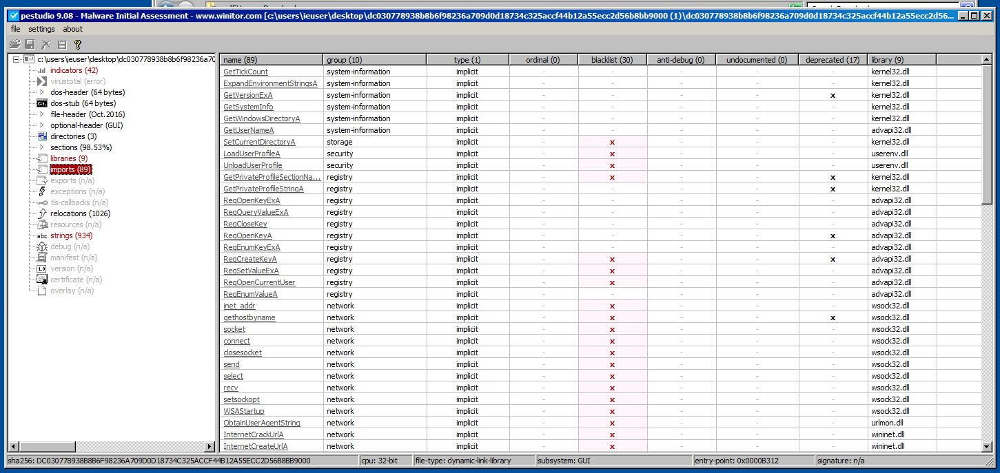 pestudio 9.08 - Malware Initial Assessment - www.winitor.com [c:\users\ieuser\desktop\dc030778938b8b6f98236a709d0d18734c325accf44b12a55ecc2d56b8bb9000 (1)\dc030778938b8b6f98236a709d0d18734c325accf44b12a55ecc2d56...
file settings about
c:\users\ieuser\desktop\dc030778938b8b6f98236a70
indicators (42)
virustotal (error)
dos-header (64 bytes)
dos-stub (64 bytes)
file-header (Oct.2016)
optional-header (GUI)
directories (3)
sections (98.53%)
libraries (9)
imports (89)
exports (n/a)
exceptions (n/a)
tls-callbacks (n/a)
relocations (1026)
resources (n/a)
abc strings (934)
debug (n/a)
manifest (n/a)
1.0 version (n/a)
certificate (n/a)
overlay (n/a)
name (89) group (10) type (1) ordinal (0) blacklist (30) anti-debug (0) undocumented (0) deprecated (17) library (9)
GetTickCount system-information implicit - - - - - kernel32.dll
ExpandEnvironmentStringsA system-information implicit - - - - - kernel32.dll
GetVersionExA system-information implicit - - - - x kernel32.dll
GetSystemInfo system-information implicit - - - - - kernel32.dll
GetWindowsDirectoryA system-information implicit - - - - - kernel32.dll
GetUserNameA system-information implicit - - - - - advapi32.dll
SetCurrentDirectoryA storage implicit - x - - - kernel32.dll
LoadUserProfileA security implicit - x - - - userenv.dll
UnloadUserProfile security implicit - x - - - userenv.dll
GetPrivateProfileSectionNa... registry implicit - x - - x kernel32.dll
GetPrivateProfileStringA registry implicit - - - - x kernel32.dll
RegOpenKeyExA registry implicit - - - - - advapi32.dll
RegQueryValueExA registry implicit - - - - - advapi32.dll
RegCloseKey registry implicit - - - - - advapi32.dll
RegOpenKeyA registry implicit - - - - x advapi32.dll
RegEnumKeyExA registry implicit - - - - - advapi32.dll
RegCreateKeyA registry implicit - x - - x advapi32.dll
RegSetValueExA registry implicit - x - - - advapi32.dll
RegOpenCurrentUser registry implicit - x - - - advapi32.dll
RegEnumValueA registry implicit - - - - - advapi32.dll
inet_addr network implicit - x - - - wsock32.dll
gethostbyname network implicit - x - - x wsock32.dll
socket network implicit - x - - - wsock32.dll
connect network implicit - x - - - wsock32.dll
closesocket network implicit - x - - - wsock32.dll
send network implicit - x - - - wsock32.dll
select network implicit - x - - - wsock32.dll
recv network implicit - x - - - wsock32.dll
setsockopt network implicit - x - - - wsock32.dll
WSAStartup network implicit - x - - - wsock32.dll
ObtainUserAgentString network implicit - x - - - urlmon.dll
InternetCrackUrlA network implicit - x - - - wininet.dll
InternetCreateUrlA network implicit - x - - - wininet.dll
sha256: DC030778938B8B6F98236A709D0D18734C325ACCF44B12A55ECC2D56B8BB9000 cpu: 32-bit file-type: dynamic-link-library subsystem: GUI entry-point: 0x0000B312 signature: n/a